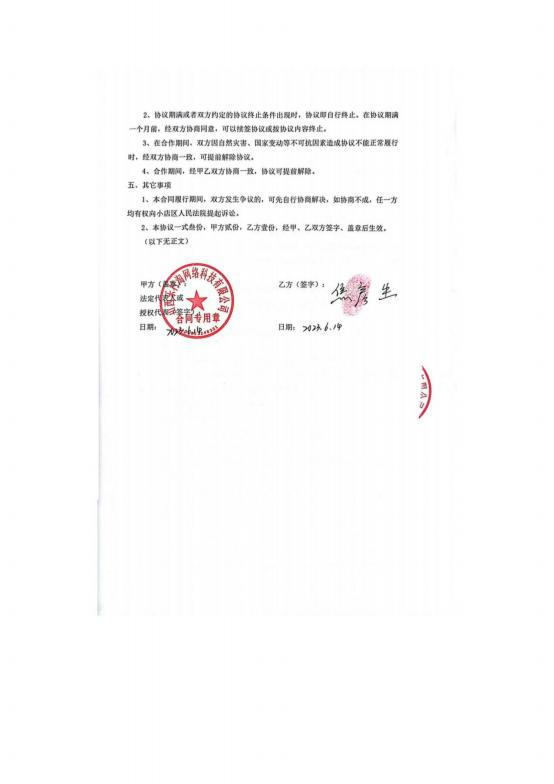 2、协议期满或者双方约定的协议终止条件出现时，协议即自行终止。在协议期满
一个月前，经双方协商同意，可以续签协议或按协议内容终止。
3、在合作期间，双方因自然灾害、国家变动等不可抗因素造成协议不能正常履行
时，经双方协商一致，可提前解除协议。
4、合作期间，经甲乙双方协商一致，协议可提前解除。
五、其它事项
1、本合同履行期间，双方发生争议的，可先自行协商解决，如协商不成，任一方
均有权向小店区人民法院提起诉讼。
2、本协议一式叁份，甲方贰份，乙方壹份，经甲、乙双方签字、盖章后生效。
（以下无正文）
甲方（盖章）：
网络科技有限公司
合同专用章
法定代表人或
授权代表（签字）
日期：
乙方（签字）：
日期：2023.6.14